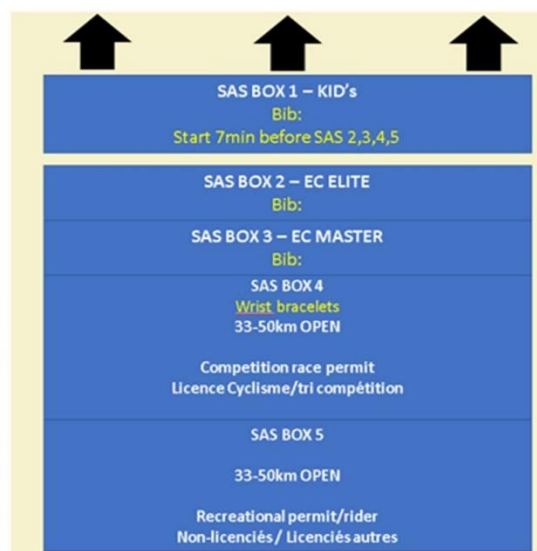 SAS BOX 1 – KID's
Bib:
Start 7min before SAS 2,3,4,5
SAS BOX 2 – EC ELITE
Bib:
SAS BOX 3 – EC MASTER
Bib:
SAS BOX 4
Wrist bracelets
33-50km OPEN
Competition race permit
Licence Cyclisme/tri compétition
SAS BOX 5
33-50km OPEN
Recreational permit/rider
Non-licenciés / Licenciés autres